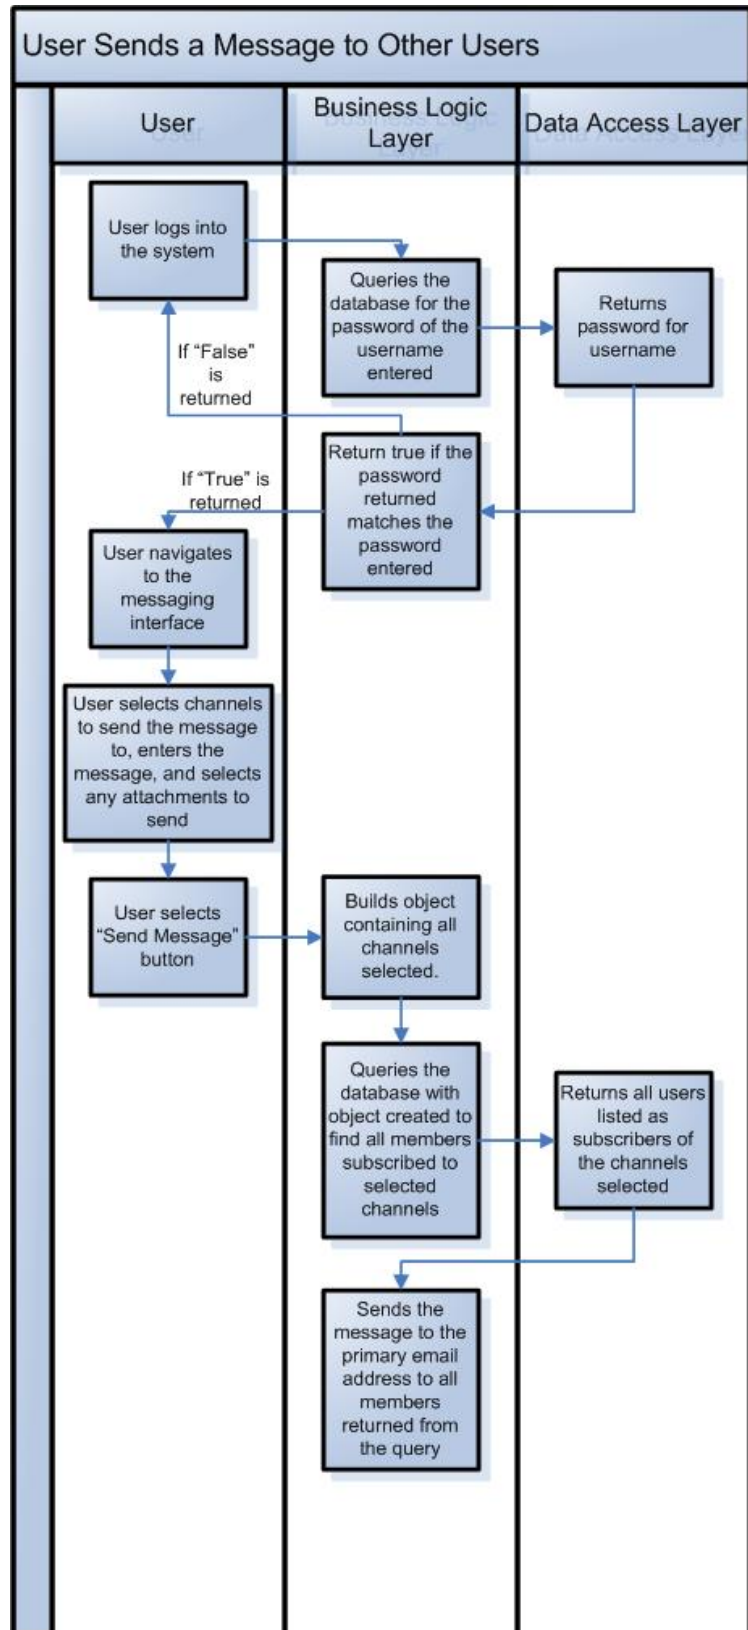 User Sends a Message to Other Users
User
Business Logic
Layer
Data Access Layer
User logs into
the system
Queries the
database for the
password of the
username
entered
Returns
password for
username
If “False”
is
returned
Return true if the
password
returned
matches the
password
entered
If “True” is
returned
User navigates
to the
messaging
interface
User selects channels
to send the message
to, enters the
message, and selects
any attachments to
send
User selects
“Send Message”
button
Builds object
containing all
channels
selected.
Queries the
database with
object created to
find all members
subscribed to
selected
channels
Returns all users
listed as
subscribers of
the channels
selected
Sends the
message to the
primary email
address to all
members
returned from
the query